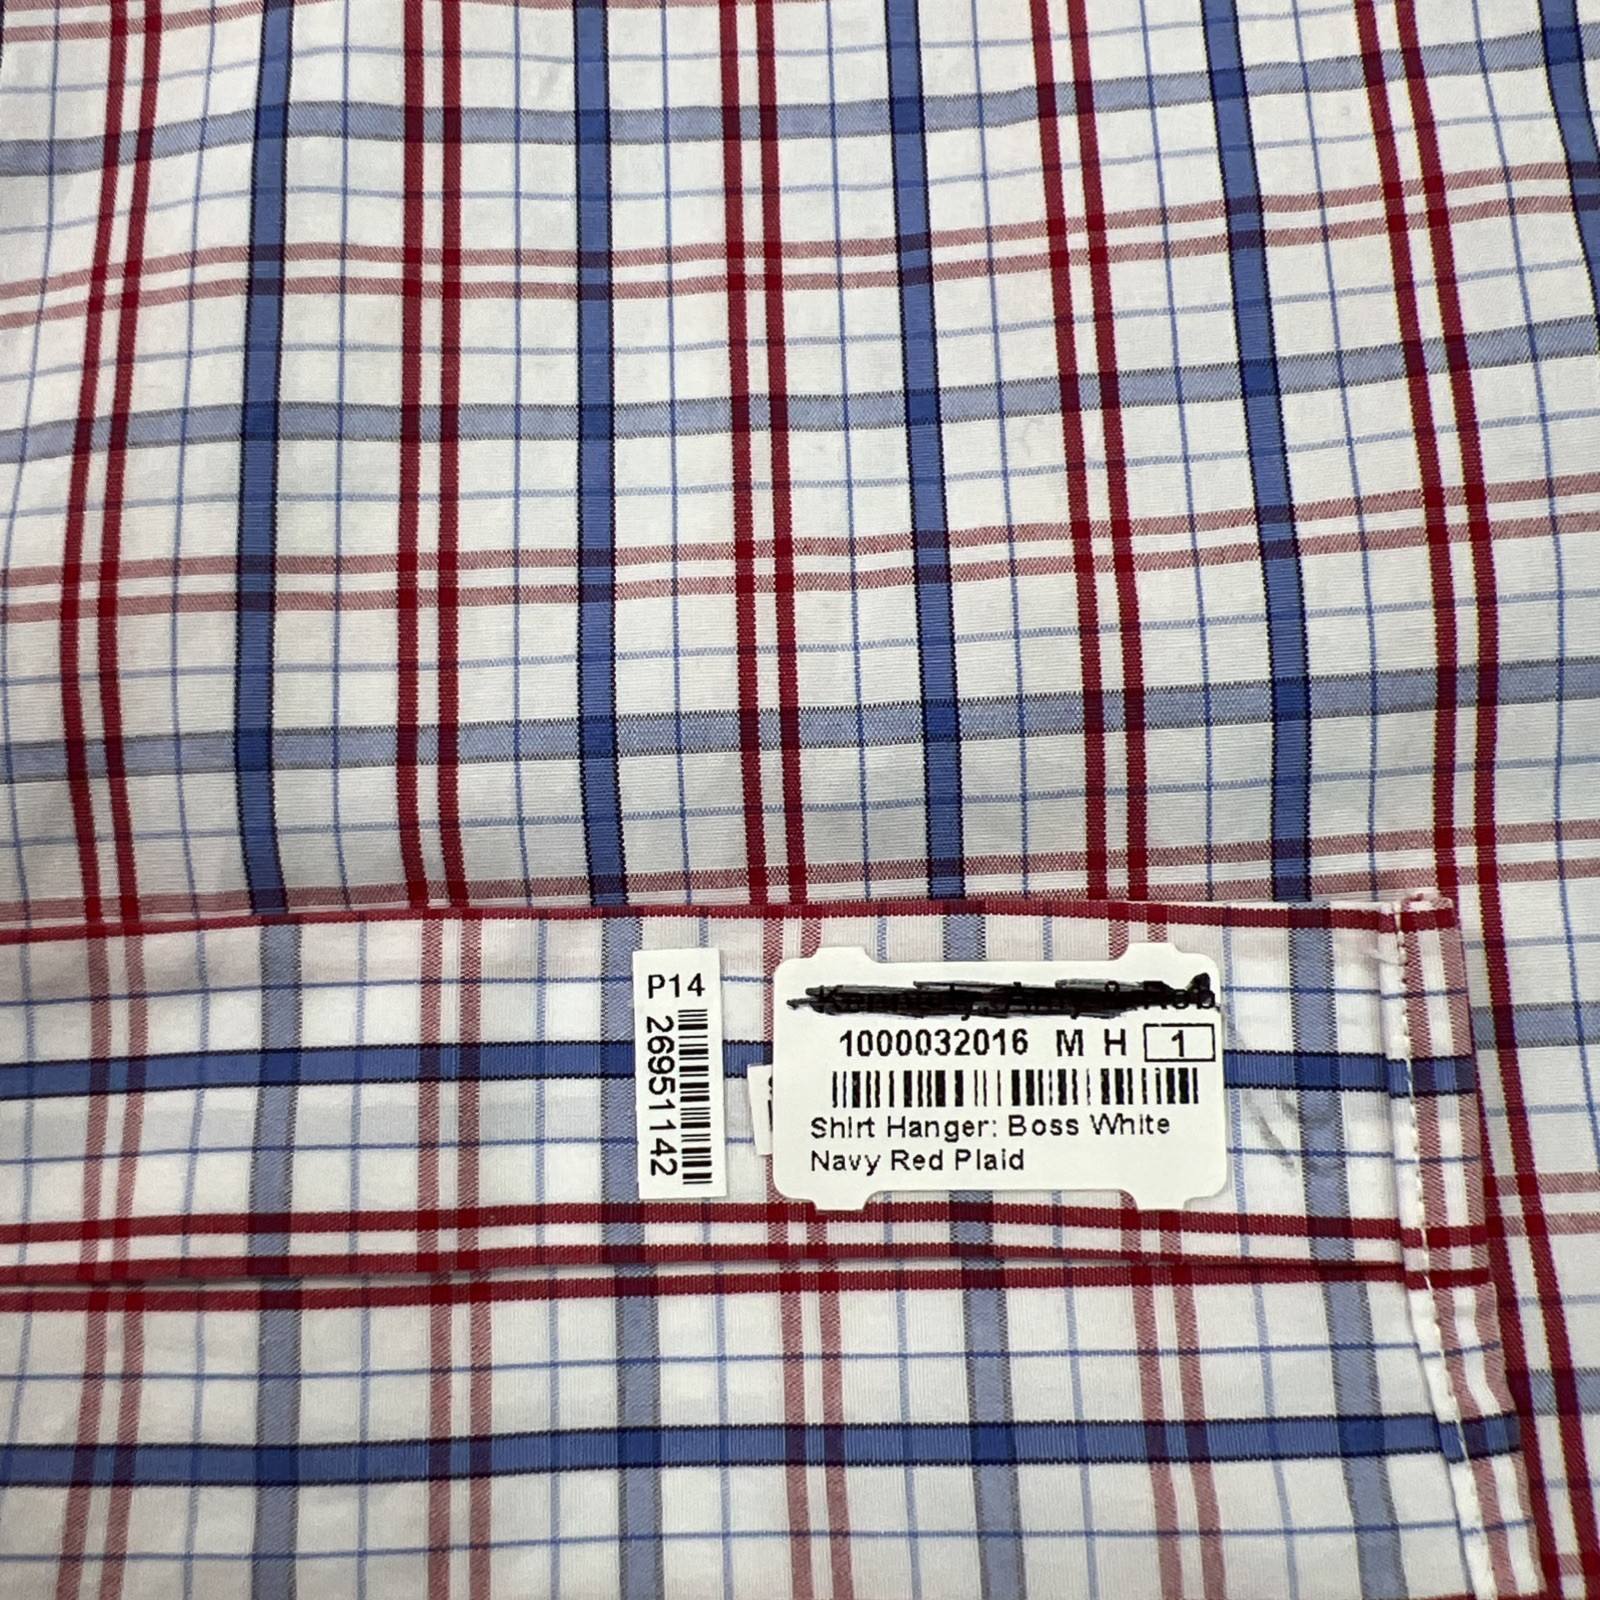 P14
26951142
1000032016 M H 1
Shirt Hanger: Boss White
Navy Red Plaid